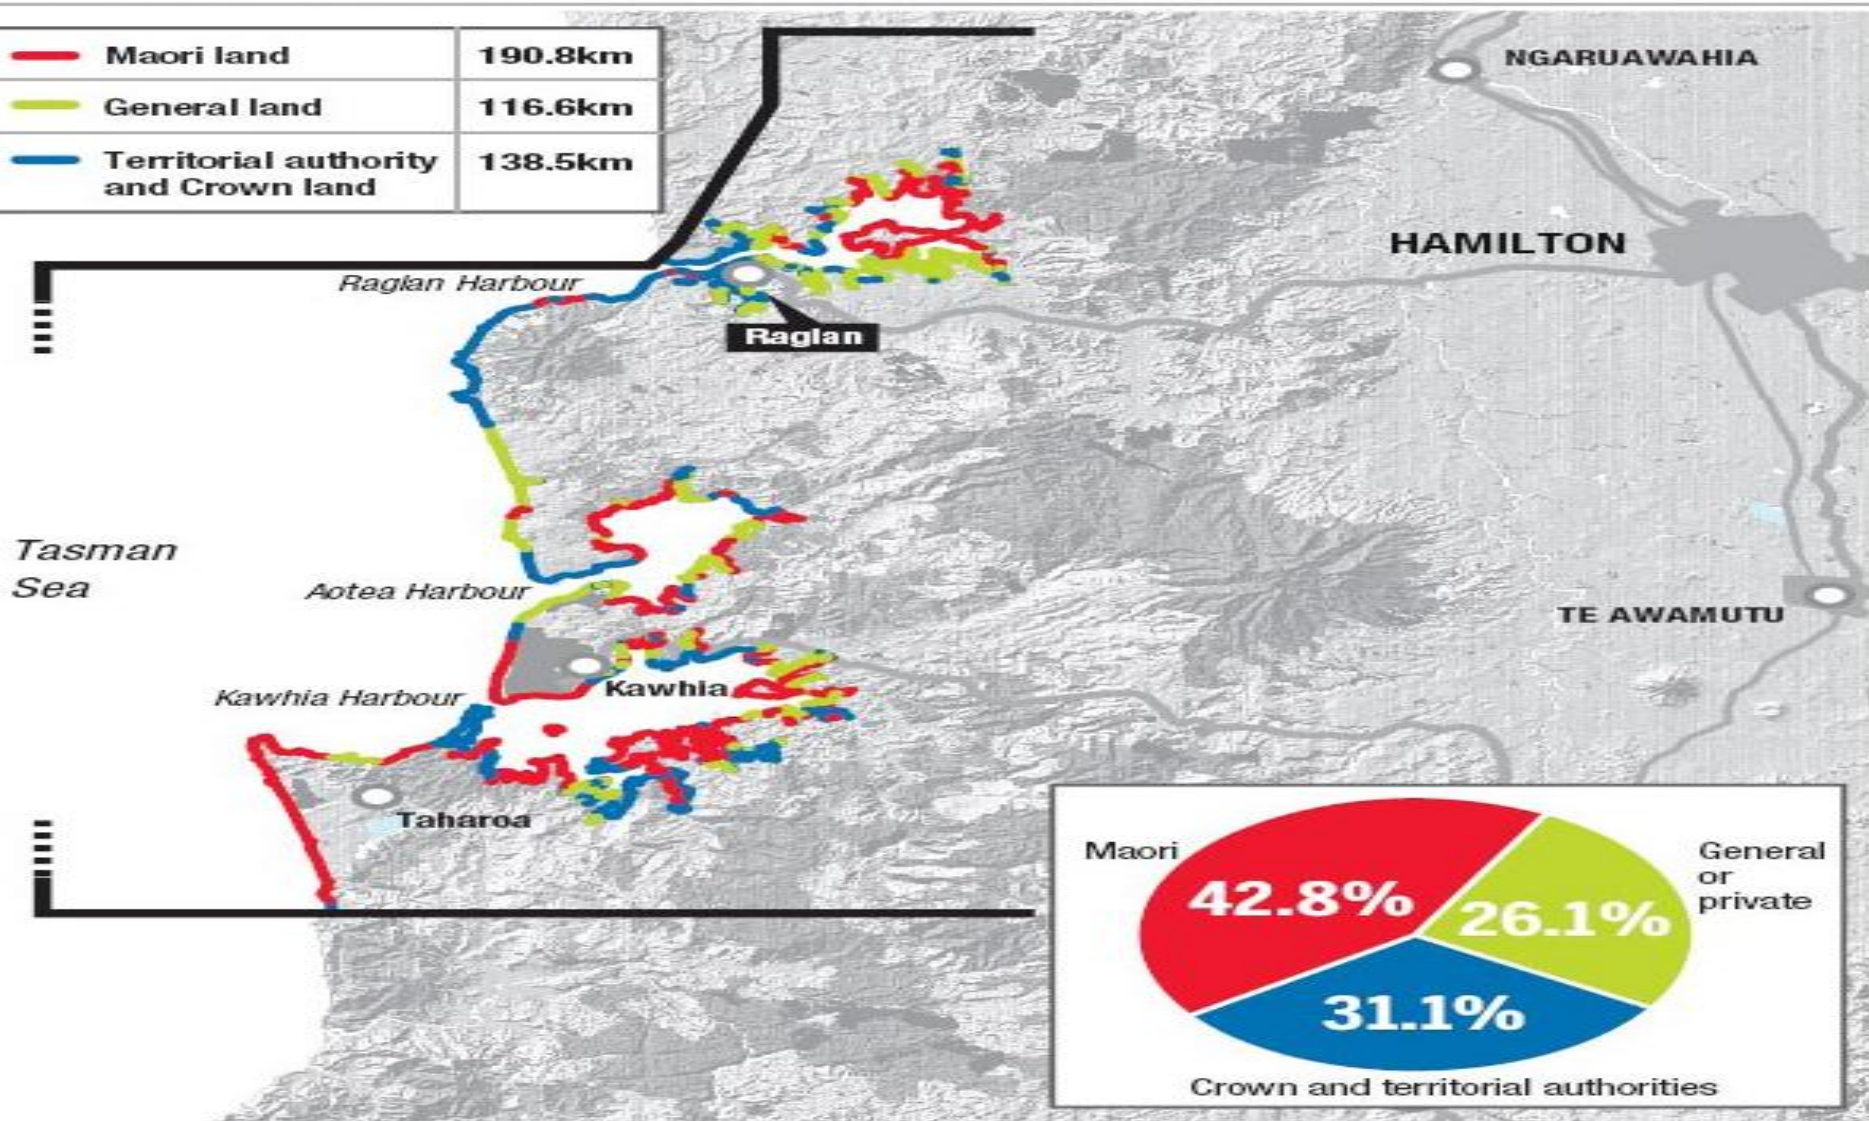 Maori land 190.8km
General land 116.6km
Territorial authority 138.5km
and Crown land
NGARUAWAHIA
HAMILTON
Raglan Harbour
Raglan
Tasman
Sea
Aotea Harbour
TE AWAMUTU
Kawhia
Kawhia Harbour
Taharoa
Maori
42.8%
General
or
private
26.1%
31.1%
Crown and territorial authorities